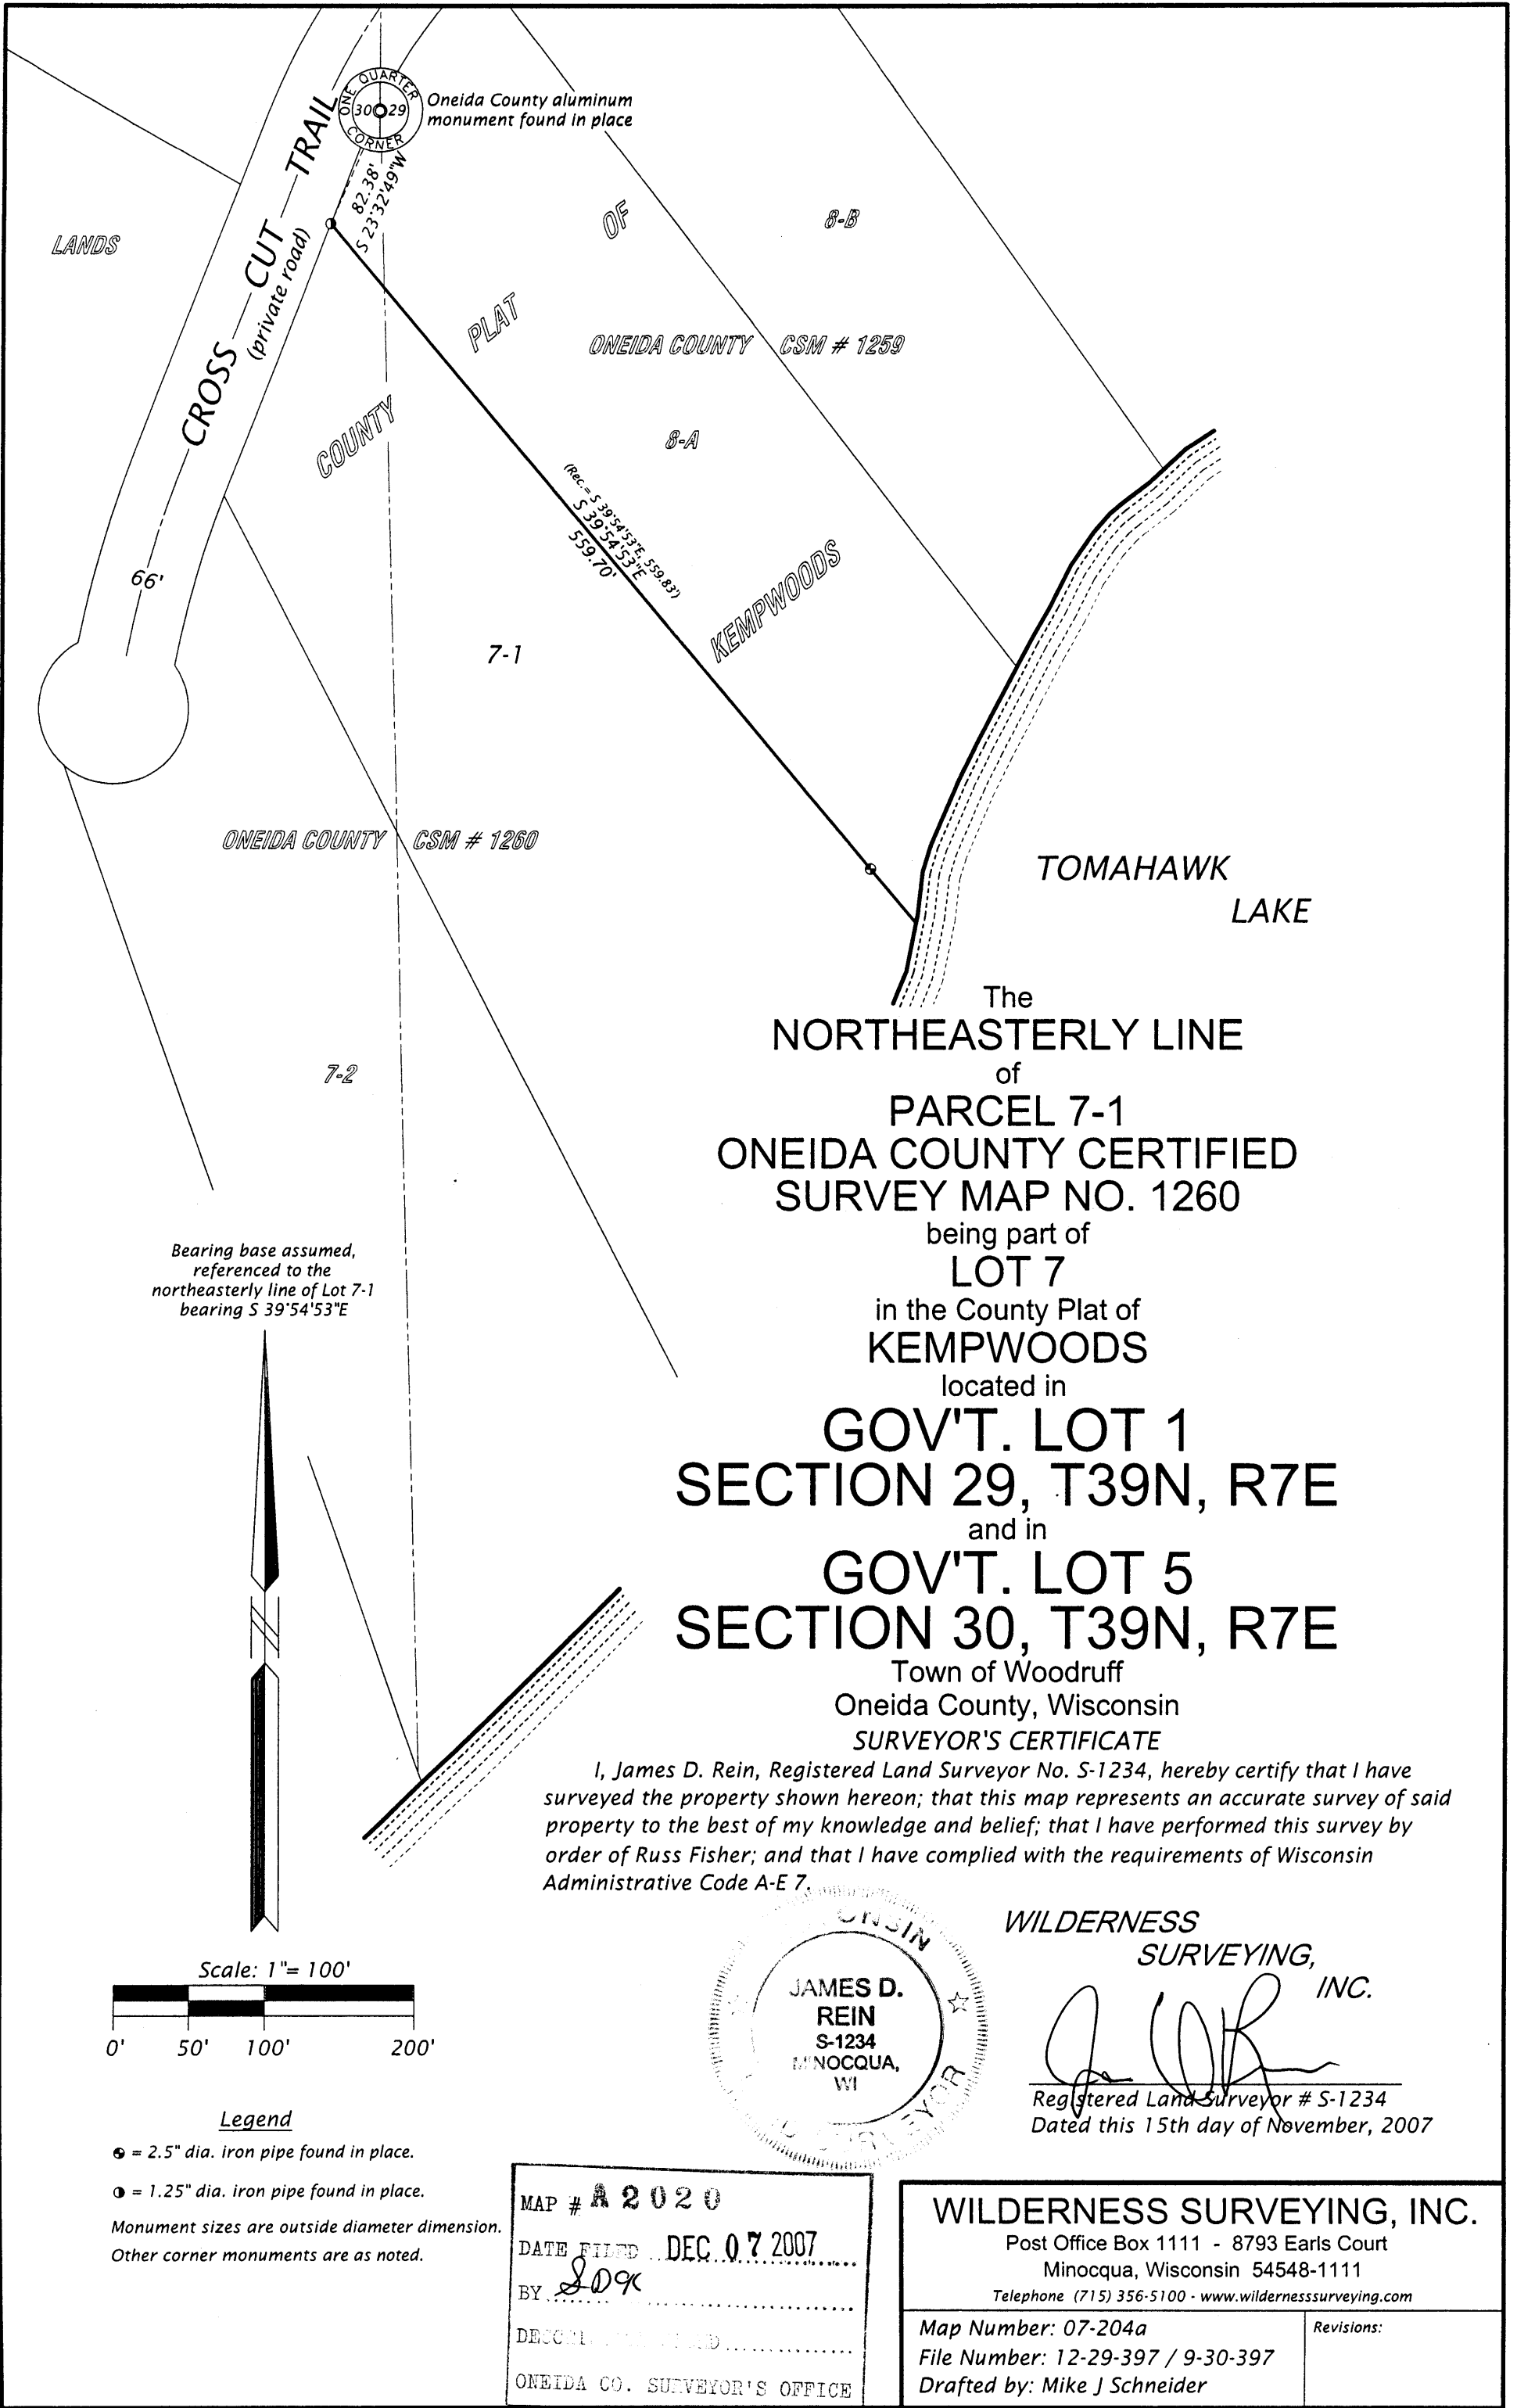 ONE QUARTER
30 29
CORNER
Oneida County aluminum
monument found in place
82.38'
S 23°32'49"W
CROSS CUT TRAIL
(private road)
66'
LANDS
COUNTY
PLAT
OF
KEMPWOODS
8-B
ONEIDA COUNTY CSM # 1259
8-A
(Rec.= S 39°54'53"E, 559.83')
S 39°54'53"E
559.70'
7-1
ONEIDA COUNTY CSM # 1260
7-2
TOMAHAWK
LAKE
The
NORTHEASTERLY LINE
of
PARCEL 7-1
ONEIDA COUNTY CERTIFIED
SURVEY MAP NO. 1260
being part of
LOT 7
in the County Plat of
KEMPWOODS
located in
GOV'T. LOT 1
SECTION 29, T39N, R7E
and in
GOV'T. LOT 5
SECTION 30, T39N, R7E
Town of Woodruff
Oneida County, Wisconsin
Bearing base assumed,
referenced to the
northeasterly line of Lot 7-1
bearing S 39°54'53"E
SURVEYOR'S CERTIFICATE
I, James D. Rein, Registered Land Surveyor No. S-1234, hereby certify that I have
surveyed the property shown hereon; that this map represents an accurate survey of said
property to the best of my knowledge and belief; that I have performed this survey by
order of Russ Fisher; and that I have complied with the requirements of Wisconsin
Administrative Code A-E 7.
JAMES D.
REIN
S-1234
MINOCQUA,
WI
WILDERNESS
SURVEYING,
INC.
Registered Land Surveyor # S-1234
Dated this 15th day of November, 2007
Scale: 1"= 100'
0' 50' 100' 200'
Legend
= 2.5" dia. iron pipe found in place.
= 1.25" dia. iron pipe found in place.
Monument sizes are outside diameter dimension.
Other corner monuments are as noted.
MAP # A 2020
DATE FILED DEC 07 2007
BY
ONEIDA CO. SURVEYOR'S OFFICE
WILDERNESS SURVEYING, INC.
Post Office Box 1111 - 8793 Earls Court
Minocqua, Wisconsin 54548-1111
Telephone (715) 356-5100 - www.wildernesssurveying.com
Map Number: 07-204a
File Number: 12-29-397 / 9-30-397
Drafted by: Mike J Schneider
Revisions: